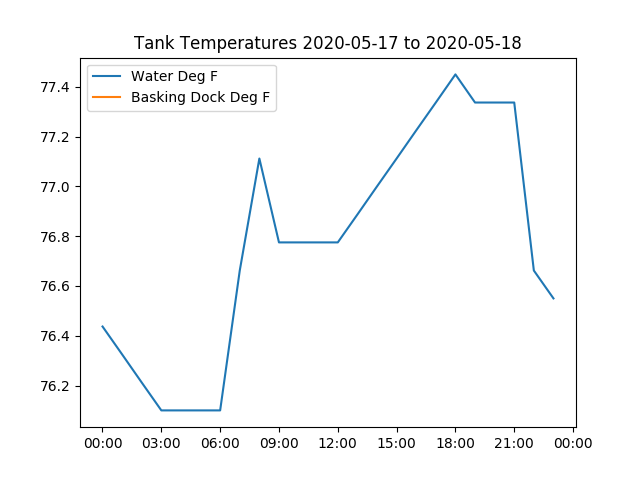 Tank Temperatures 2020-05-17 to 2020-05-18
Water Deg F
Basking Dock Deg F
77.4
77.2
77.0
76.8
76.6
76.4
76.2
00:00 03:00 06:00 09:00 12:00 15:00 18:00 21:00 00:00